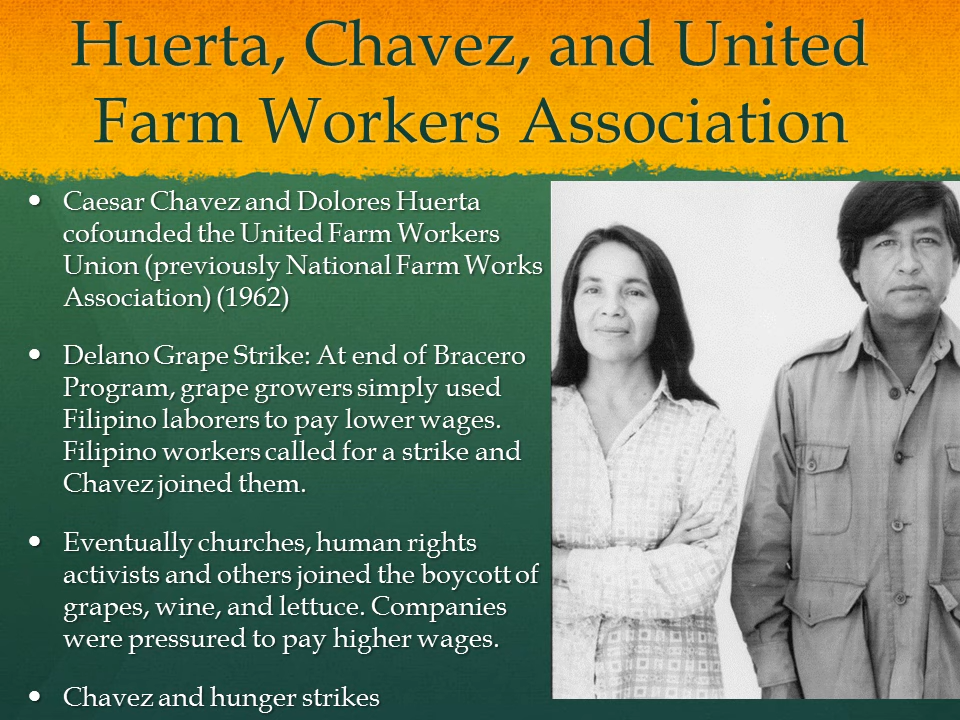 Huerta, Chavez, and United
Farm Workers Association
• Caesar Chavez and Dolores Huerta
cofounded the United Farm Workers
Union (previously National Farm Works
Association) (1962)
• Delano Grape Strike: At end of Bracero
Program, grape growers simply used
Filipino laborers to pay lower wages.
Filipino workers called for a strike and
Chavez joined them.
• Eventually churches, human rights
activists and others joined the boycott of
grapes, wine, and lettuce. Companies
were pressured to pay higher wages.
• Chavez and hunger strikes